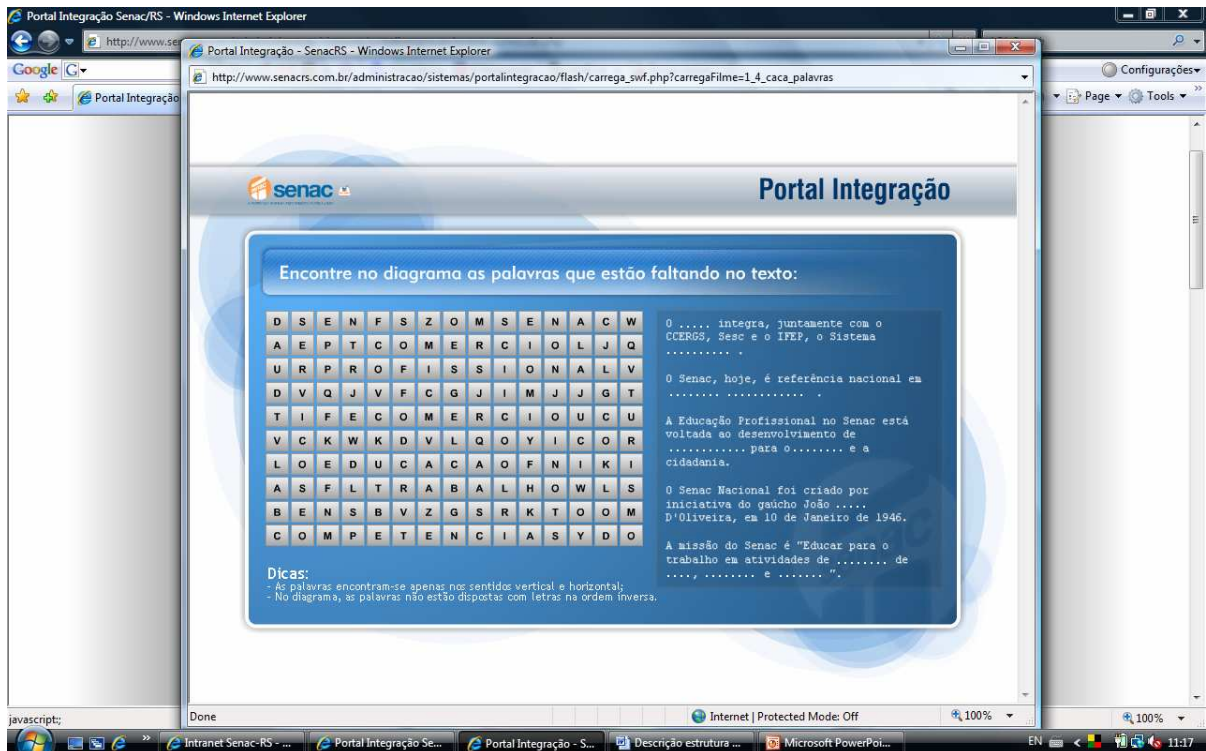 Portal Integração Senac/RS - Windows Internet Explorer
http://www.ser
Portal Integração - SenacRS - Windows Internet Explorer
Google
Configurações
http://www.senacrs.com.br/administracao/sistemas/portalintegracao/flash/carrega_swf.php?carregaFilme=1_4_caca_palavras
Portal Integração
Page Tools
senac
Portal Integração
Encontre no diagrama as palavras que estão faltando no texto:
D S E N F S Z O M S E N A C W
A E P T C O M E R C I O L J Q
U R P R O F I S S I O N A L V
D V Q J V F C G J I M J J G T
T I F E C O M E R C I O U C U
V C K W K D V L Q O Y I C O R
L O E D U C A C A O F N I K I
A S F L T R A B A L H O W L S
B E N S B V Z G S R K T O O M
C O M P E T E N C I A S Y D O
O ..... integra, juntamente com o
CCERGS, Sesc e o IFEP, o Sistema
.......... .
O Senac, hoje, é referência nacional em
........ ............ .
A Educação Profissional no Senac está
voltada ao desenvolvimento de
............ para o........ e a
cidadania.
O Senac Nacional foi criado por
iniciativa do gaúcho João .....
D'Oliveira, em 10 de Janeiro de 1946.
A missão do Senac é "Educar para o
trabalho em atividades de ........ de
...., ........ e ....... ".
Dicas:
- As palavras encontram-se apenas nos sentidos vertical e horizontal;
- No diagrama, as palavras não estão dispostas com letras na ordem inversa.
javascript:;
Done
Internet | Protected Mode: Off
100%
100%
Intranet Senac-RS - ...
Portal Integração Se...
Portal Integração - S...
Descrição estrutura ...
Microsoft PowerPoi...
EN
11:17